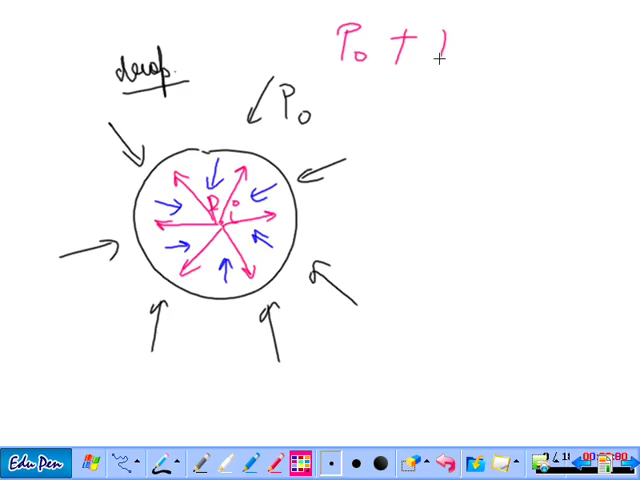 P₀ +
drop.
P₀
Pᵢ
Edu Pen